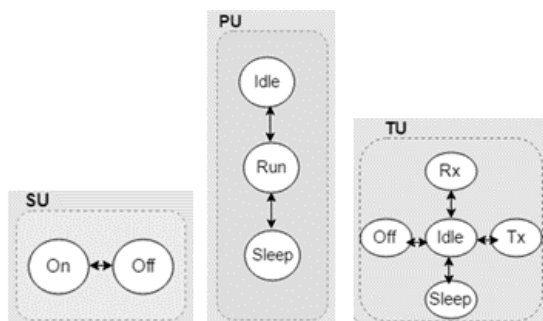 SU
On
Off
PU
Idle
Run
Sleep
TU
Rx
Off
Idle
Tx
Sleep